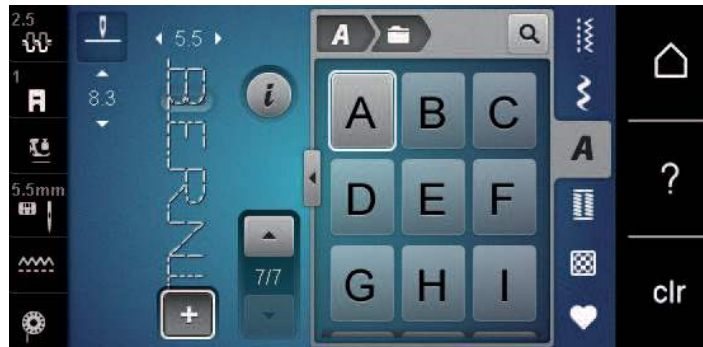 2.5
5.5
A
1
8.3
i
A B C
A
?
5.5mm
D E F
BERNI
7/7
G H I
+
clr